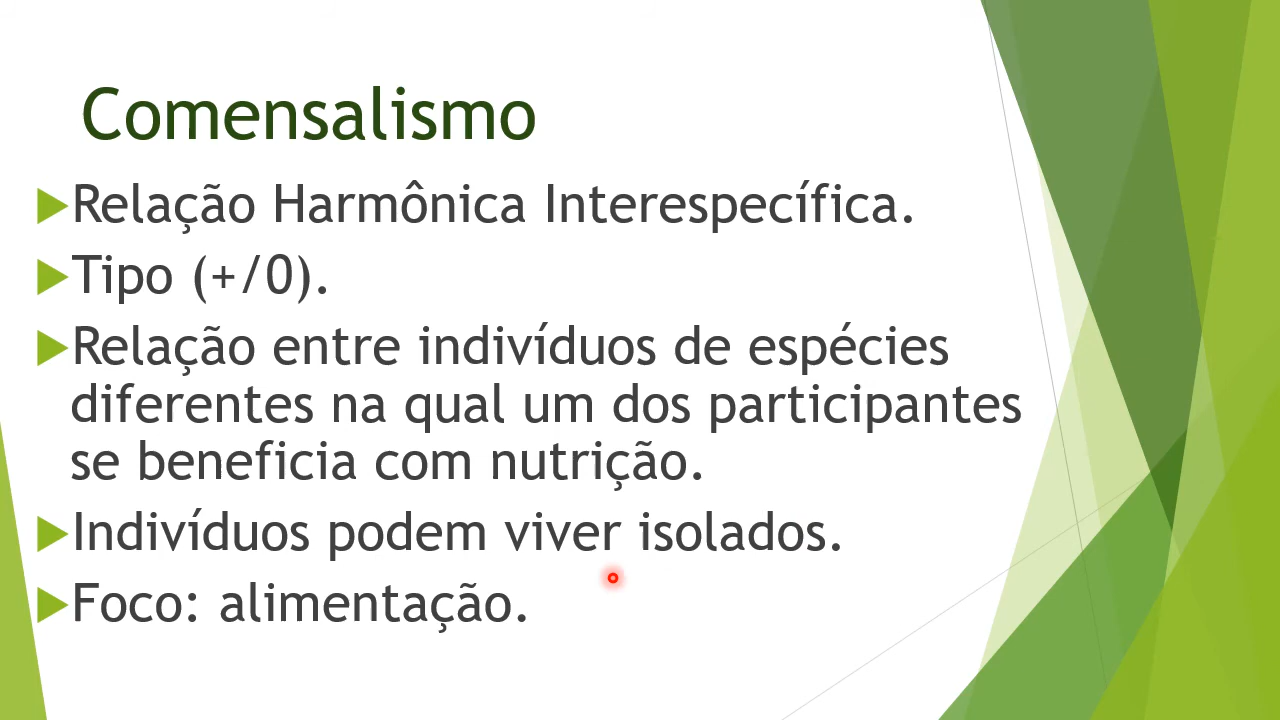 Comensalismo
Relação Harmônica Interespecífica.
Tipo (+/0).
Relação entre indivíduos de espécies
diferentes na qual um dos participantes
se beneficia com nutrição.
Indivíduos podem viver isolados.
Foco: alimentação.